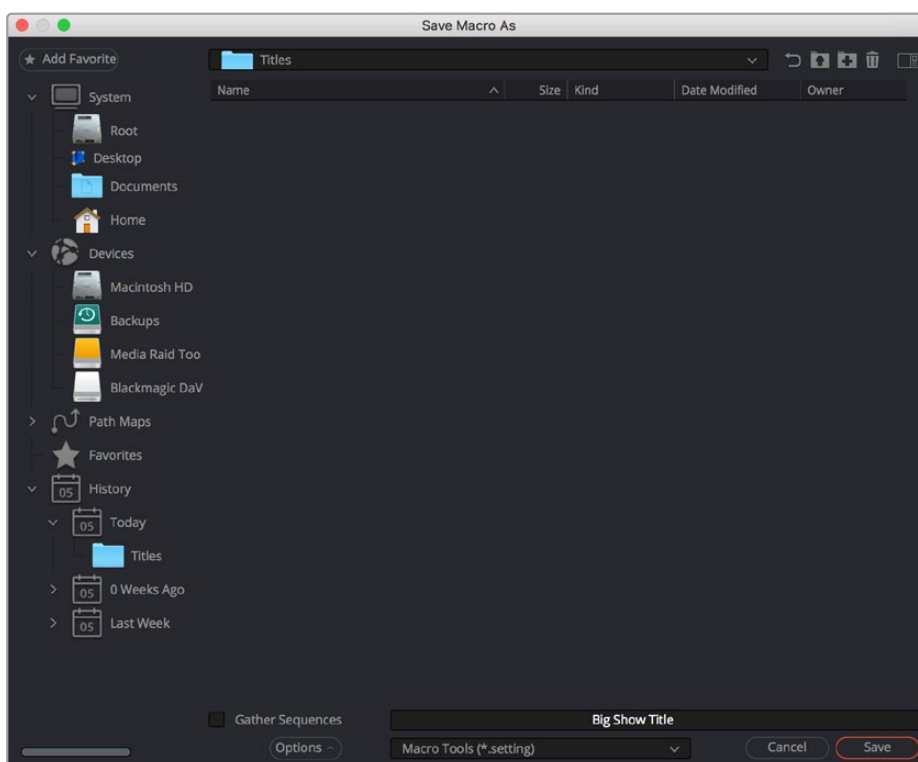 Save Macro As
Add Favorite
Titles
Name Size Kind Date Modified Owner
System
Root
Desktop
Documents
Home
Devices
Macintosh HD
Backups
Media Raid Too
Blackmagic DaV
Path Maps
Favorites
05 History
05 Today
Titles
05 0 Weeks Ago
05 Last Week
Gather Sequences Big Show Title
Options Macro Tools (*.setting) Cancel Save